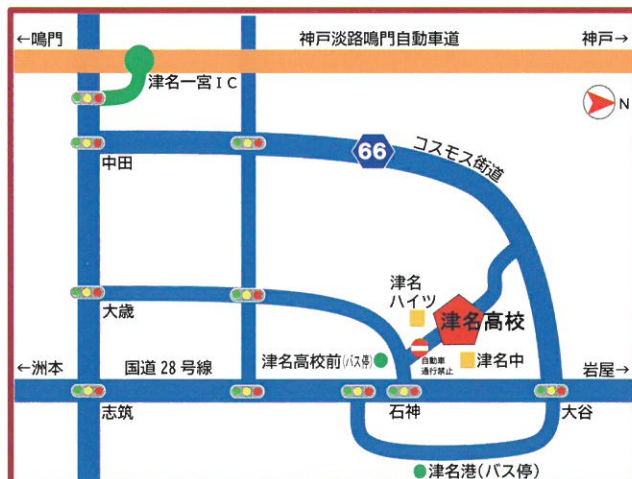 ←鳴門
神戸淡路鳴門自動車道
神戸→
津名一宮IC
N
中田
66
コスモス街道
津名
ハイツ
津名高校
大歳
津名高校前(バス停)
自動車
通行禁止
津名中
←洲本
国道28号線
岩屋→
志筑
石神
大谷
津名港(バス停)